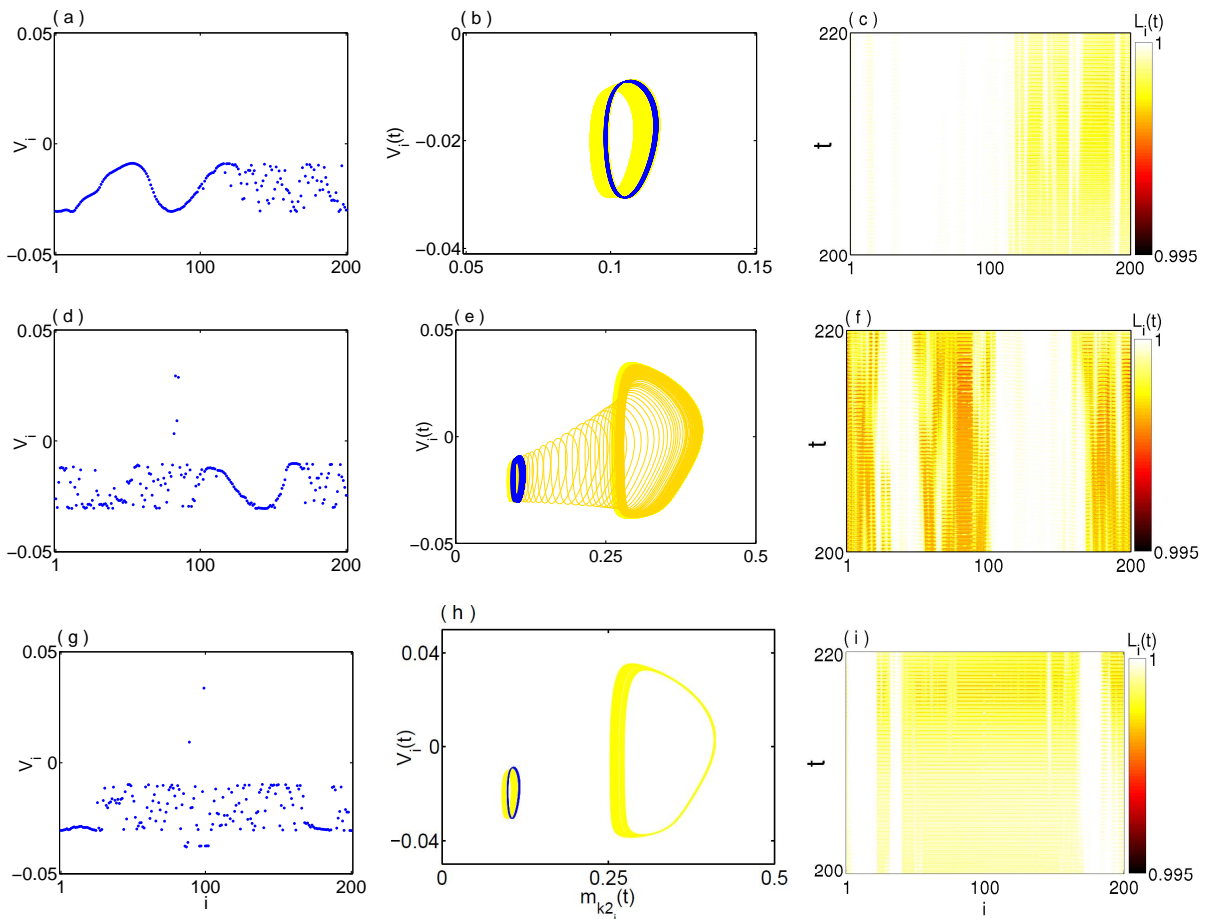 ( a )
0.05
0
−0.05
V_i
1
100
200
( b )
0
−0.02
−0.04
V_i(t)
0.05
0.1
0.15
( c )
220
200
t
1
100
200
L_i(t)
1
0.995
( d )
0.05
0
−0.05
V_i
1
100
200
( e )
0.05
0
−0.05
V_i(t)
0
0.25
0.5
( f )
220
200
t
1
100
200
L_i(t)
1
0.995
( g )
0.05
0
−0.05
V_i
1
100
200
i
( h )
0.04
0
−0.04
V_i(t)
0
0.25
0.5
m_{k2_i}(t)
( i )
220
200
t
1
100
200
i
L_i(t)
1
0.995